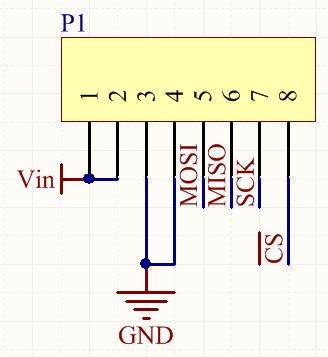 P1
1 2 3 4 5 6 7 8
Vin
MOSI
MISO
SCK
CS
GND